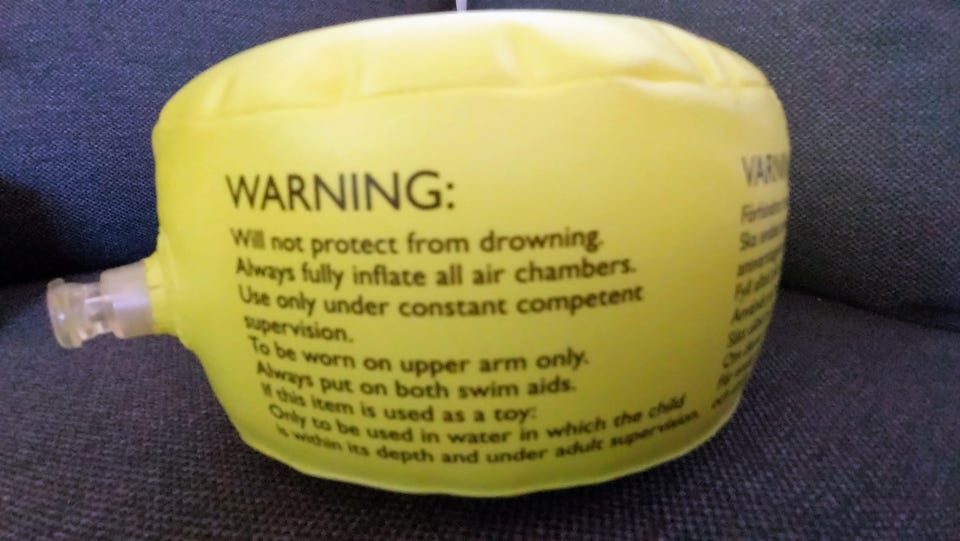 WARNING:
Will not protect from drowning.
Always fully inflate all air chambers.
Use only under constant competent
supervision.
To be worn on upper arm only.
Always put on both swim aids.
If this item is used as a toy:
Only to be used in water in which the child
is within its depth and under adult supervision.